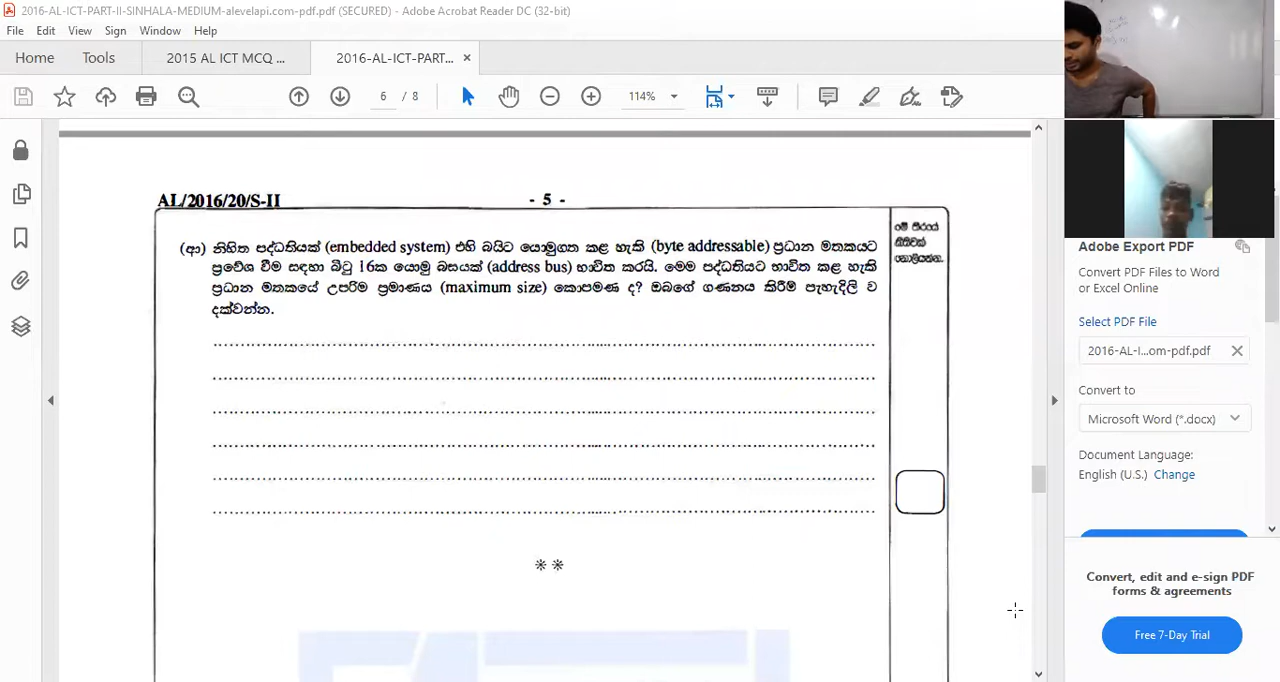 2016-AL-ICT-PART-II-SINHALA-MEDIUM-alevelapi.com-pdf.pdf (SECURED) - Adobe Acrobat Reader DC (32-bit)
File Edit View Sign Window Help
Home Tools 2015 AL ICT MCQ ... 2016-AL-ICT-PART... ×
6 / 8 114%
AL/2016/20/S-II - 5 -
මේ තීරයේ
කිසිවක්
නොලියන්න.
(ආ) නිහිත පද්ධතියක් (embedded system) එහි බයිට යොමුගත කළ හැකි (byte addressable) ප්‍රධාන මතකයට
ප්‍රවේශ වීම සඳහා බිටු 16ක යොමු බසයක් (address bus) භාවිත කරයි. මෙම පද්ධතියට භාවිත කළ හැකි
ප්‍රධාන මතකයේ උපරිම ප්‍රමාණය (maximum size) කොපමණ ද? ඔබගේ ගණනය කිරීම් පැහැදිලි ව
දක්වන්න.
* *
Adobe Export PDF
Convert PDF Files to Word
or Excel Online
Select PDF File
2016-AL-I...om-pdf.pdf
Convert to
Microsoft Word (*.docx)
Document Language:
English (U.S.) Change
Convert, edit and e-sign PDF
forms & agreements
Free 7-Day Trial